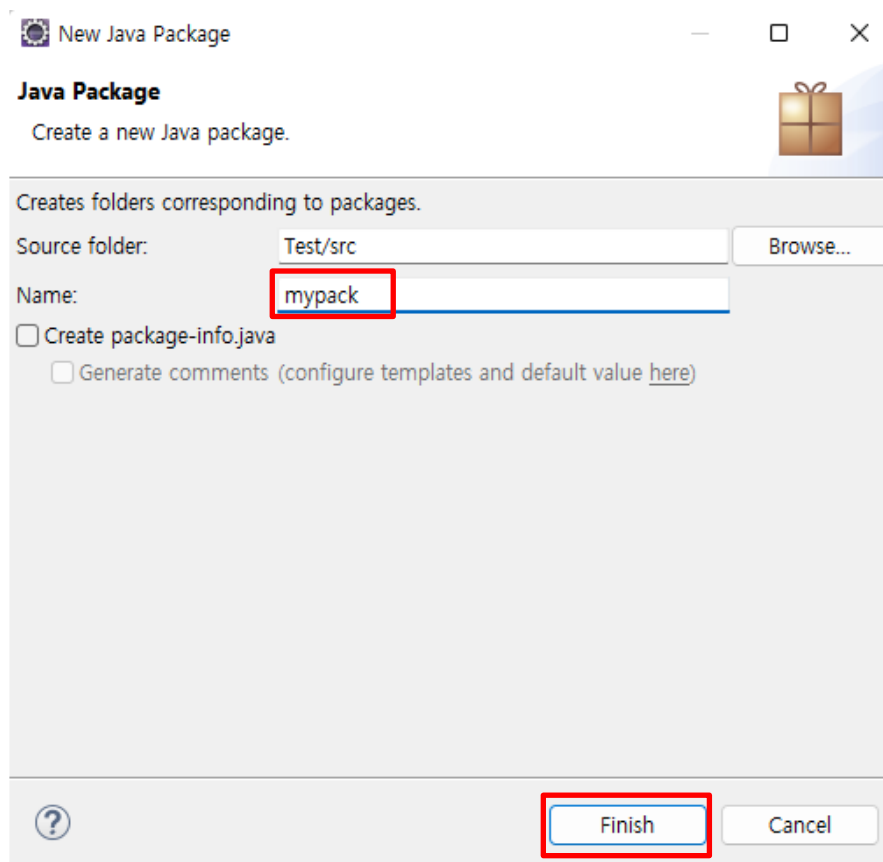 New Java Package
Java Package
Create a new Java package.
Creates folders corresponding to packages.
Source folder: Test/src Browse...
Name: mypack
Create package-info.java
Generate comments (configure templates and default value here)
? Finish Cancel